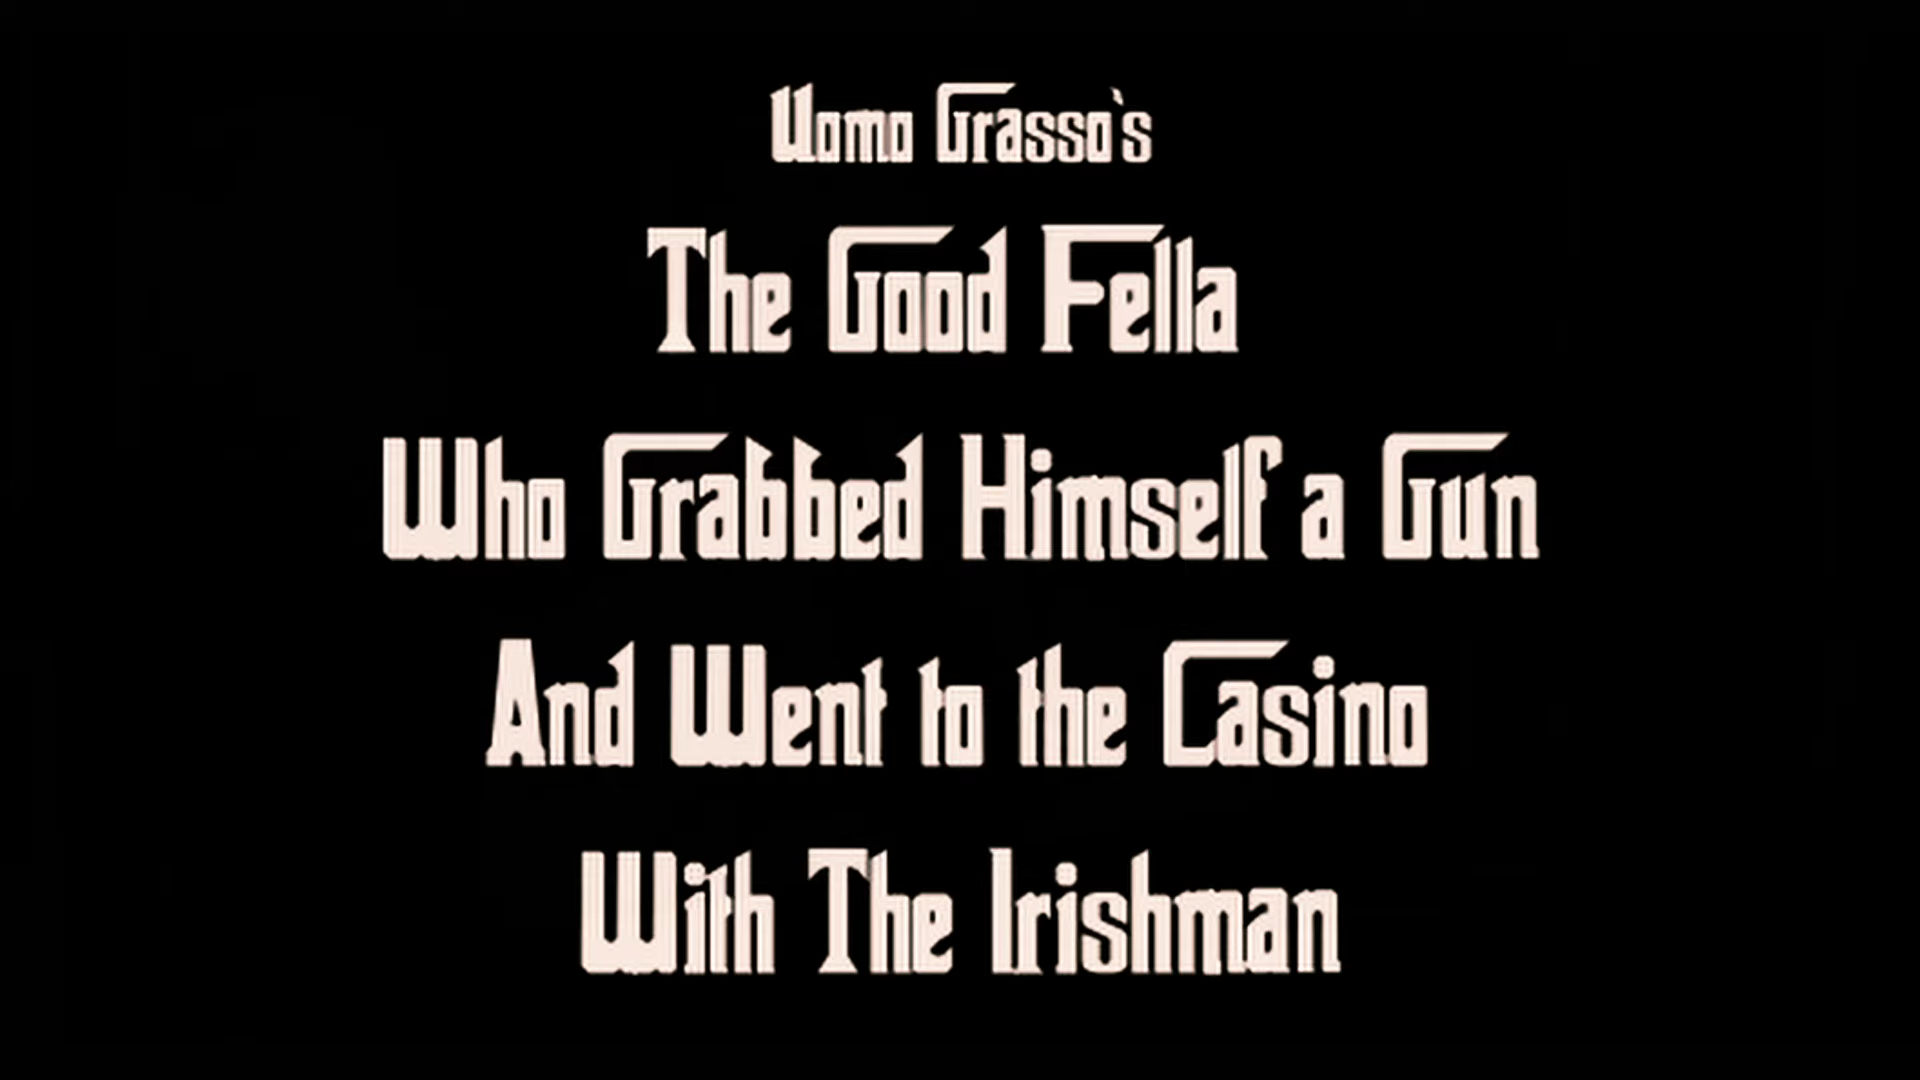 Uomo Grasso's
The Good Fella
Who Grabbed Himself a Gun
And Went to the Casino
With The Irishman